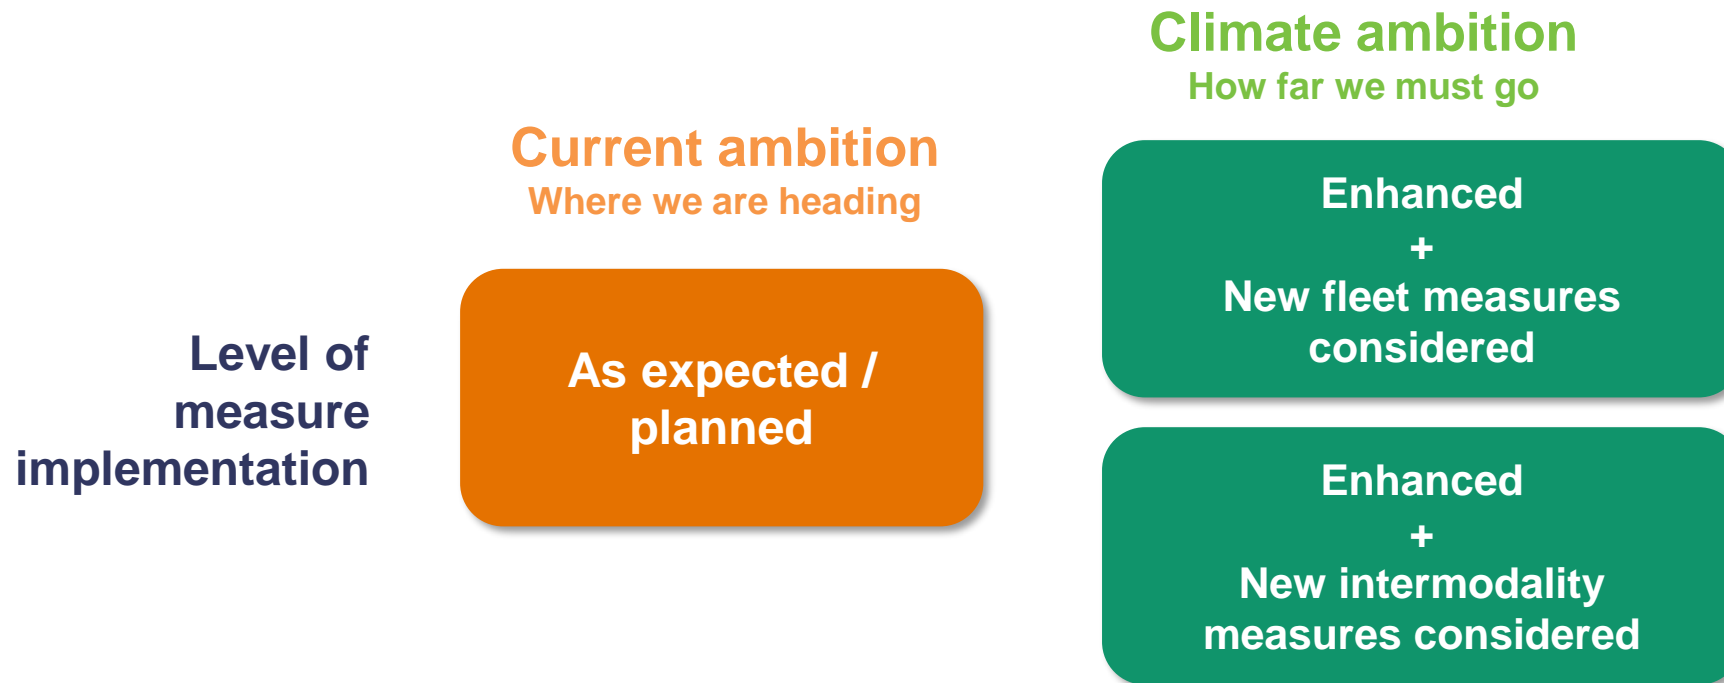 Climate ambition
How far we must go
Current ambition
Where we are heading
Level of
measure
implementation
As expected /
planned
Enhanced
+
New fleet measures
considered
Enhanced
+
New intermodality
measures considered